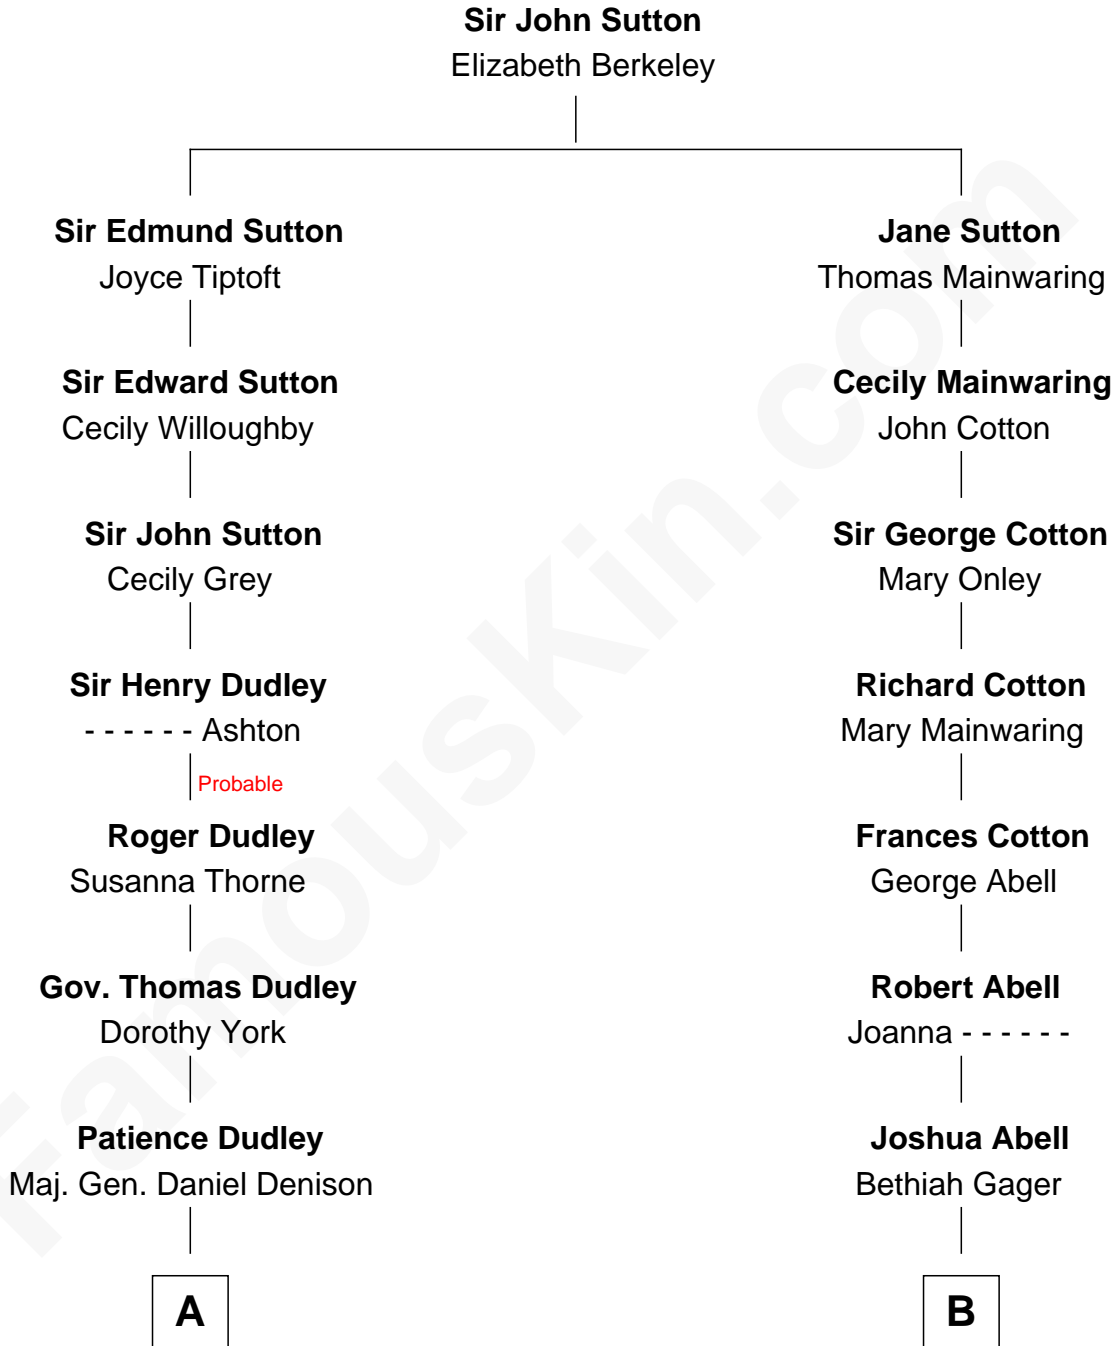 Sir John Sutton
Elizabeth Berkeley
Sir Edmund Sutton
Joyce Tiptoft
Jane Sutton
Thomas Mainwaring
Sir Edward Sutton
Cecily Willoughby
Cecily Mainwaring
John Cotton
Sir John Sutton
Cecily Grey
Sir George Cotton
Mary Onley
Sir Henry Dudley
- - - - - - Ashton
Richard Cotton
Mary Mainwaring
Probable
Roger Dudley
Susanna Thorne
Frances Cotton
George Abell
Gov. Thomas Dudley
Dorothy York
Robert Abell
Joanna - - - - - -
Patience Dudley
Maj. Gen. Daniel Denison
Joshua Abell
Bethiah Gager
A
B
FamousKin.com